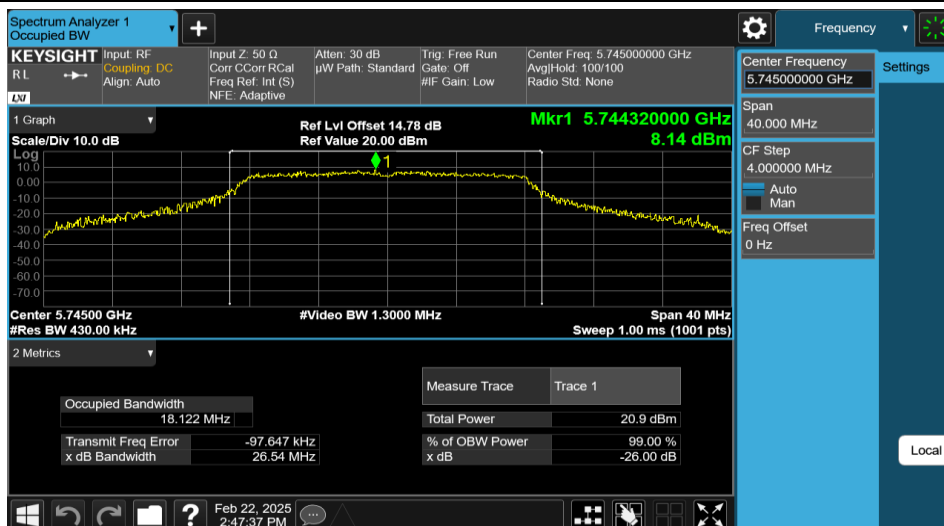 Spectrum Analyzer 1
Occupied BW
Frequency
KEYSIGHT
RL
LXI
Input: RF
Coupling: DC
Align: Auto
Input Z: 50 Ω
Corr CCorr RCal
Freq Ref: Int (S)
NFE: Adaptive
Atten: 30 dB
µW Path: Standard
Trig: Free Run
Gate: Off
#IF Gain: Low
Center Freq: 5.745000000 GHz
Avg|Hold: 100/100
Radio Std: None
Center Frequency
5.745000000 GHz
Settings
Span
40.000 MHz
CF Step
4.000000 MHz
Auto
Man
Freq Offset
0 Hz
1 Graph
Scale/Div 10.0 dB
Ref Lvl Offset 14.78 dB
Ref Value 20.00 dBm
Mkr1 5.744320000 GHz
8.14 dBm
Log
1
10.0
0.00
-10.0
-20.0
-30.0
-40.0
-50.0
-60.0
-70.0
Center 5.74500 GHz
#Res BW 430.00 kHz
#Video BW 1.3000 MHz
Span 40 MHz
Sweep 1.00 ms (1001 pts)
2 Metrics
Measure Trace Trace 1
Occupied Bandwidth
18.122 MHz
Total Power 20.9 dBm
Transmit Freq Error -97.647 kHz
% of OBW Power 99.00 %
x dB Bandwidth 26.54 MHz
x dB -26.00 dB
Local
Feb 22, 2025
2:47:37 PM